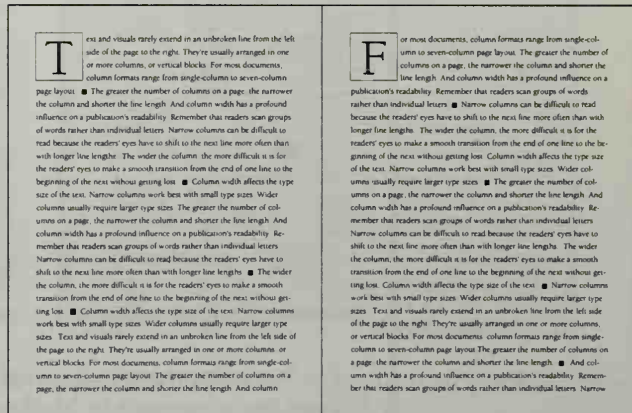 Text and visuals rarely extend in an unbroken line from the left
side of the page to the right. They're usually arranged in one
or more columns, or vertical blocks. For most documents,
column formats range from single-column to seven-column
page layout. ■ The greater the number of columns on a page, the narrower
the column and shorter the line length. And column width has a profound
influence on a publication's readability. Remember that readers scan groups
of words rather than individual letters. Narrow columns can be difficult to
read because the readers' eyes have to shift to the next line more often than
with longer line lengths. The wider the column, the more difficult it is for
the readers' eyes to make a smooth transition from the end of one line to the
beginning of the next without getting lost. ■ Column width affects the type
size of the text. Narrow columns work best with small type sizes. Wider
columns usually require larger type sizes. The greater the number of col-
umns on a page, the narrower the column and shorter the line length. And
column width has a profound influence on a publication's readability. Re-
member that readers scan groups of words rather than individual letters.
Narrow columns can be difficult to read because the readers' eyes have to
shift to the next line more often than with longer line lengths. ■ The wider
the column, the more difficult it is for the readers' eyes to make a smooth
transition from the end of one line to the beginning of the next without get-
ting lost. ■ Column width affects the type size of the text. Narrow columns
work best with small type sizes. Wider columns usually require larger type
sizes. Text and visuals rarely extend in an unbroken line from the left side of
the page to the right. They're usually arranged in one or more columns, or
vertical blocks. For most documents, column formats range from single-col-
umn to seven-column page layout. The greater the number of columns on a
page, the narrower the column and shorter the line length. And column
For most documents, column formats range from single-col-
umn to seven-column page layout. The greater the number of
columns on a page, the narrower the column and shorter the
line length. And column width has a profound influence on a
publication's readability. Remember that readers scan groups of words
rather than individual letters. ■ Narrow columns can be difficult to read
because the readers' eyes have to shift to the next line more often than with
longer line lengths. The wider the column, the more difficult it is for the
readers' eyes to make a smooth transition from the end of one line to the be-
ginning of the next without getting lost. Column width affects the type size
of the text. Narrow columns work best with small type sizes. Wider col-
umns usually require larger type sizes. ■ The greater the number of col-
umns on a page, the narrower the column and shorter the line length. And
column width has a profound influence on a publication's readability. Re-
member that readers scan groups of words rather than individual letters.
Narrow columns can be difficult to read because the readers' eyes have to
shift to the next line more often than with longer line lengths. The wider
the column, the more difficult it is for the readers' eyes to make a smooth
transition from the end of one line to the beginning of the next without get-
ting lost. Column width affects the type size of the text. ■ Narrow columns
work best with small type sizes. Wider columns usually require larger type
sizes. Text and visuals rarely extend in an unbroken line from the left side
of the page to the right. They're usually arranged in one or more columns,
or vertical blocks. For most documents, column formats range from single-
column to seven-column page layout. The greater the number of columns on
a page, the narrower the column and shorter the line length. ■ And col-
umn width has a profound influence on a publication's readability. Remem-
ber that readers scan groups of words rather than individual letters. Narrow